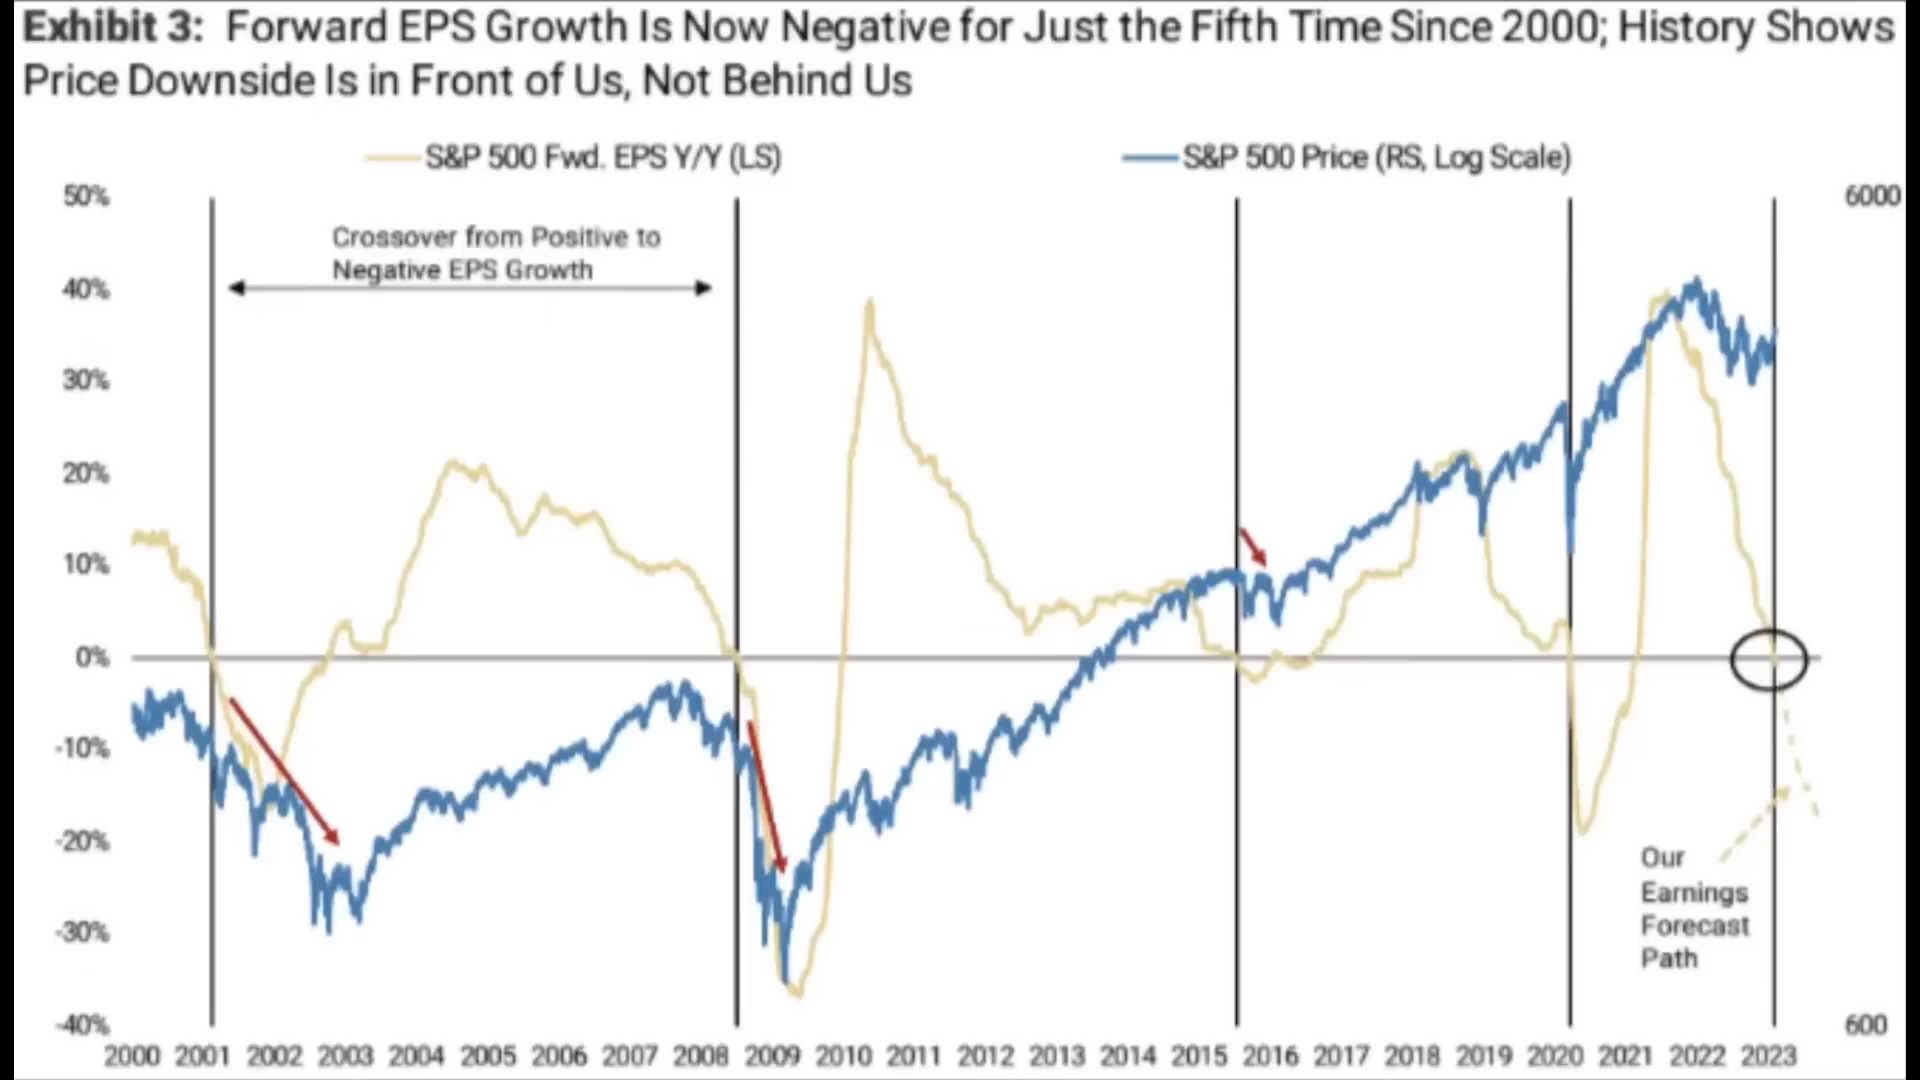 Exhibit 3: Forward EPS Growth Is Now Negative for Just the Fifth Time Since 2000; History Shows
Price Downside Is in Front of Us, Not Behind Us
S&P 500 Fwd. EPS Y/Y (LS)
S&P 500 Price (RS, Log Scale)
50%
6000
Crossover from Positive to
Negative EPS Growth
40%
30%
20%
10%
0%
-10%
-20%
Our
Earnings
Forecast
Path
-30%
-40%
600
2000 2001 2002 2003 2004 2005 2006 2007 2008 2009 2010 2011 2012 2013 2014 2015 2016 2017 2018 2019 2020 2021 2022 2023